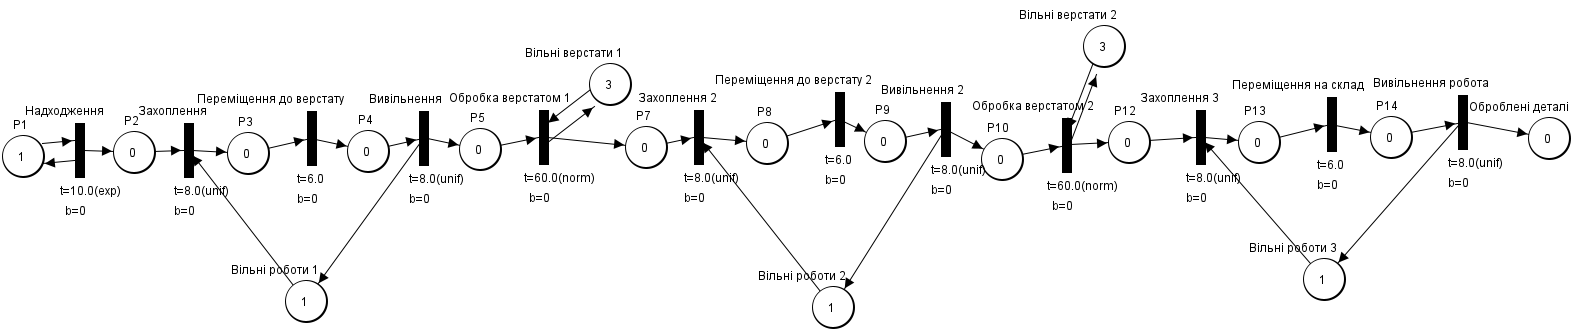 P1
1
Надходження
t=10.0(exp)
b=0
P2
0
Захоплення
t=8.0(unif)
b=0
P3
0
Переміщення до верстату
t=6.0
b=0
P4
0
Вивільнення
t=8.0(unif)
b=0
P5
0
Обробка верстатом 1
t=60.0(norm)
b=0
Вільні верстати 1
3
Вільні роботи 1
1
P7
0
Захоплення 2
t=8.0(unif)
b=0
P8
0
Переміщення до верстату 2
t=6.0
b=0
P9
0
Вивільнення 2
t=8.0(unif)
b=0
Вільні роботи 2
1
P10
0
Обробка верстатом 2
t=60.0(norm)
b=0
Вільні верстати 2
3
P12
0
Захоплення 3
t=8.0(unif)
b=0
P13
0
Переміщення на склад
t=6.0
b=0
P14
0
Вивільнення робота
t=8.0(unif)
b=0
Вільні роботи 3
1
Оброблені деталі
0